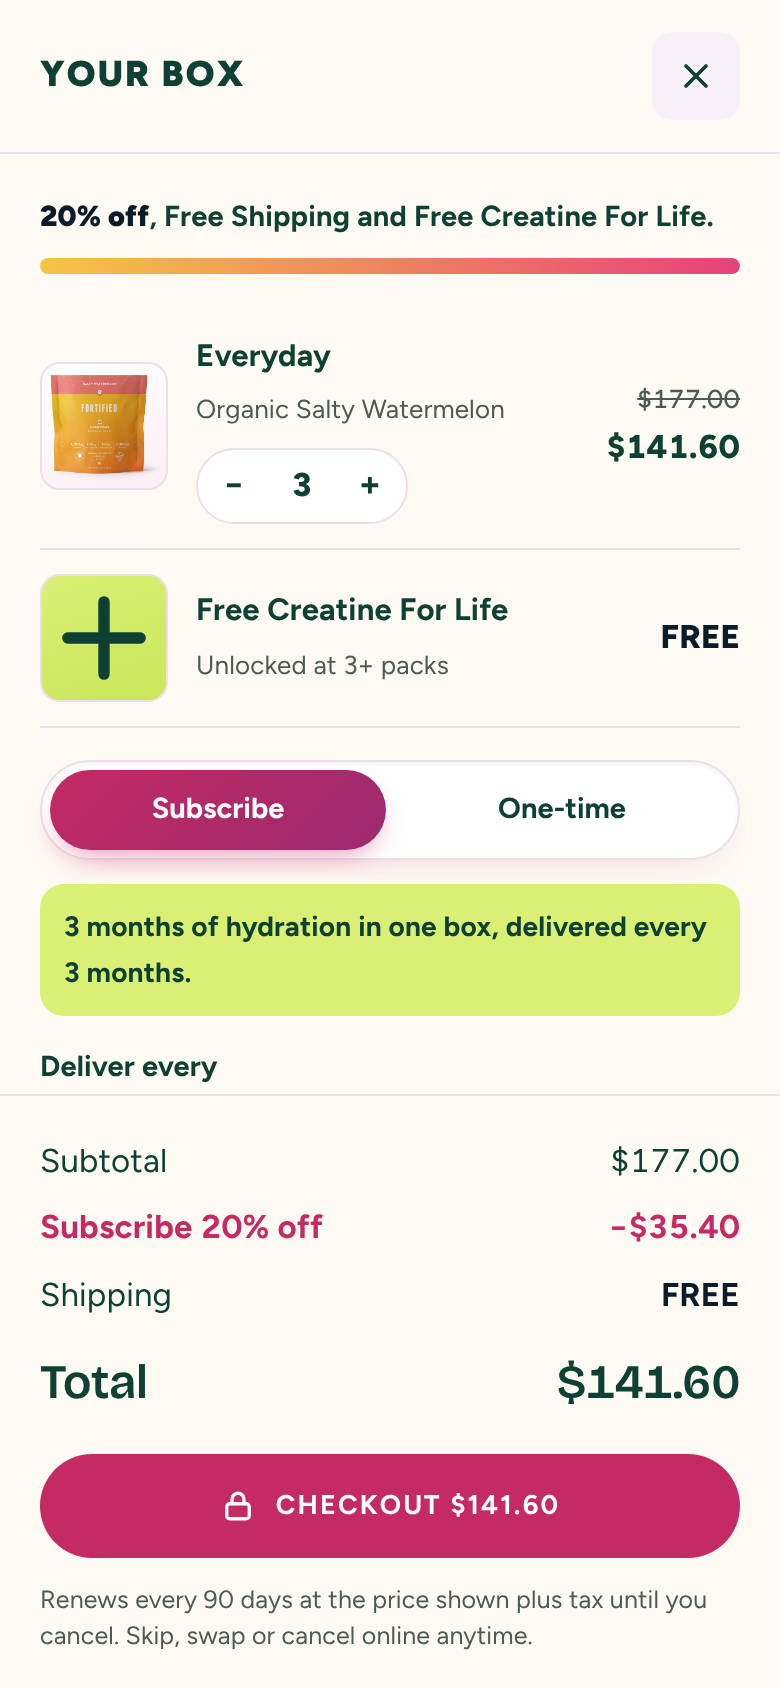 YOUR BOX
20% off, Free Shipping and Free Creatine For Life.
Everyday
Organic Salty Watermelon
$177.00
$141.60
− 3 +
SALTY WATERMELON
FORTIFIED
Free Creatine For Life
Unlocked at 3+ packs
FREE
Subscribe
One-time
3 months of hydration in one box, delivered every
3 months.
Deliver every
Subtotal
$177.00
Subscribe 20% off
−$35.40
Shipping
FREE
Total
$141.60
CHECKOUT $141.60
Renews every 90 days at the price shown plus tax until you
cancel. Skip, swap or cancel online anytime.